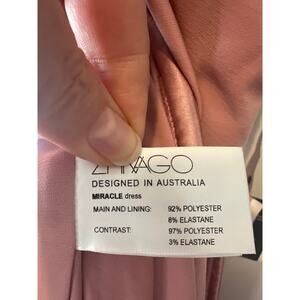 ZHIVAGO
DESIGNED IN AUSTRALIA
MIRACLE dress
MAIN AND LINING: 92% POLYESTER
8% ELASTANE
CONTRAST: 97% POLYESTER
3% ELASTANE